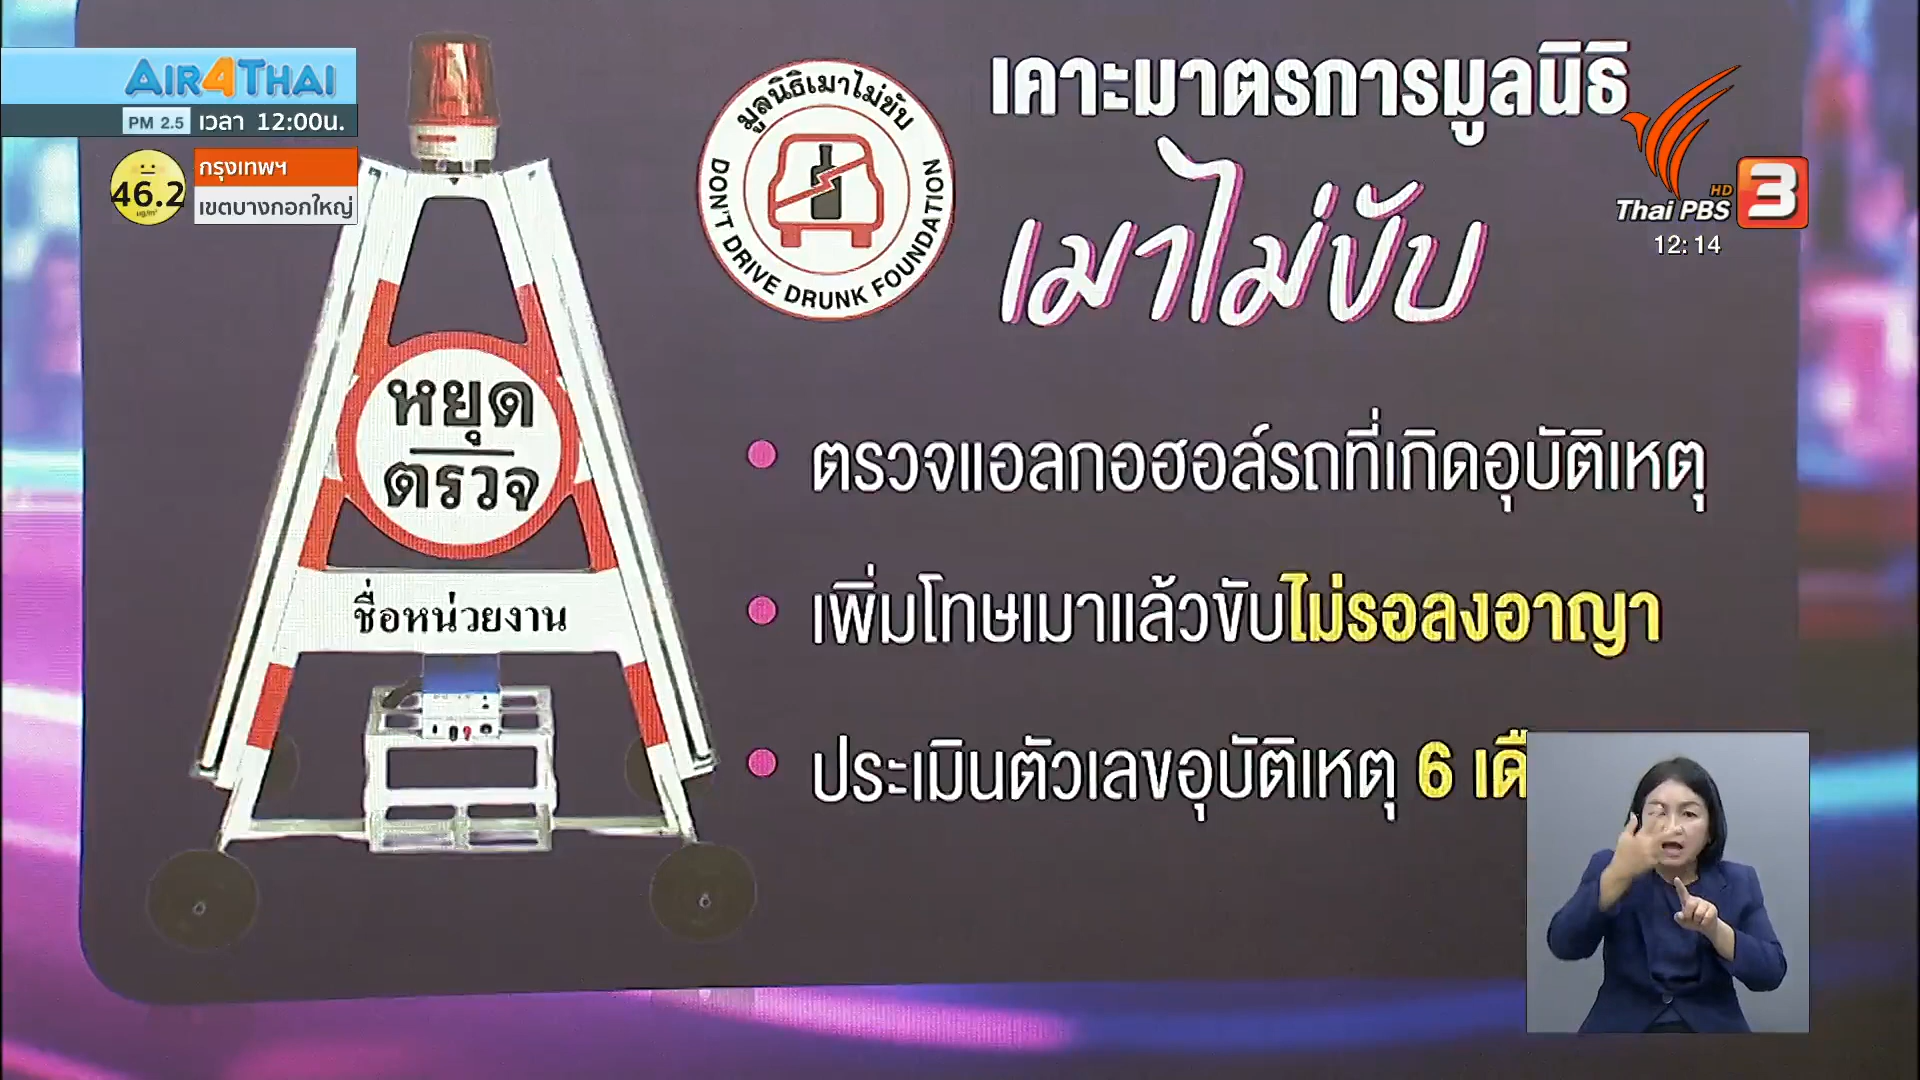 AIR4THAI
PM 2.5 เวลา 12:00น.
46.2
µg/m³
กรุงเทพฯ
เขตบางกอกใหญ่
หยุด
ตรวจ
ชื่อหน่วยงาน
มูลนิธิเมาไม่ขับ
DON'T DRIVE DRUNK FOUNDATION
เคาะมาตรการมูลนิธิ
เมาไม่ขับ
HD
Thai PBS 3
12:14
ตรวจแอลกอฮอล์รถที่เกิดอุบัติเหตุ
เพิ่มโทษเมาแล้วขับไม่รอลงอาญา
ประเมินตัวเลขอุบัติเหตุ 6